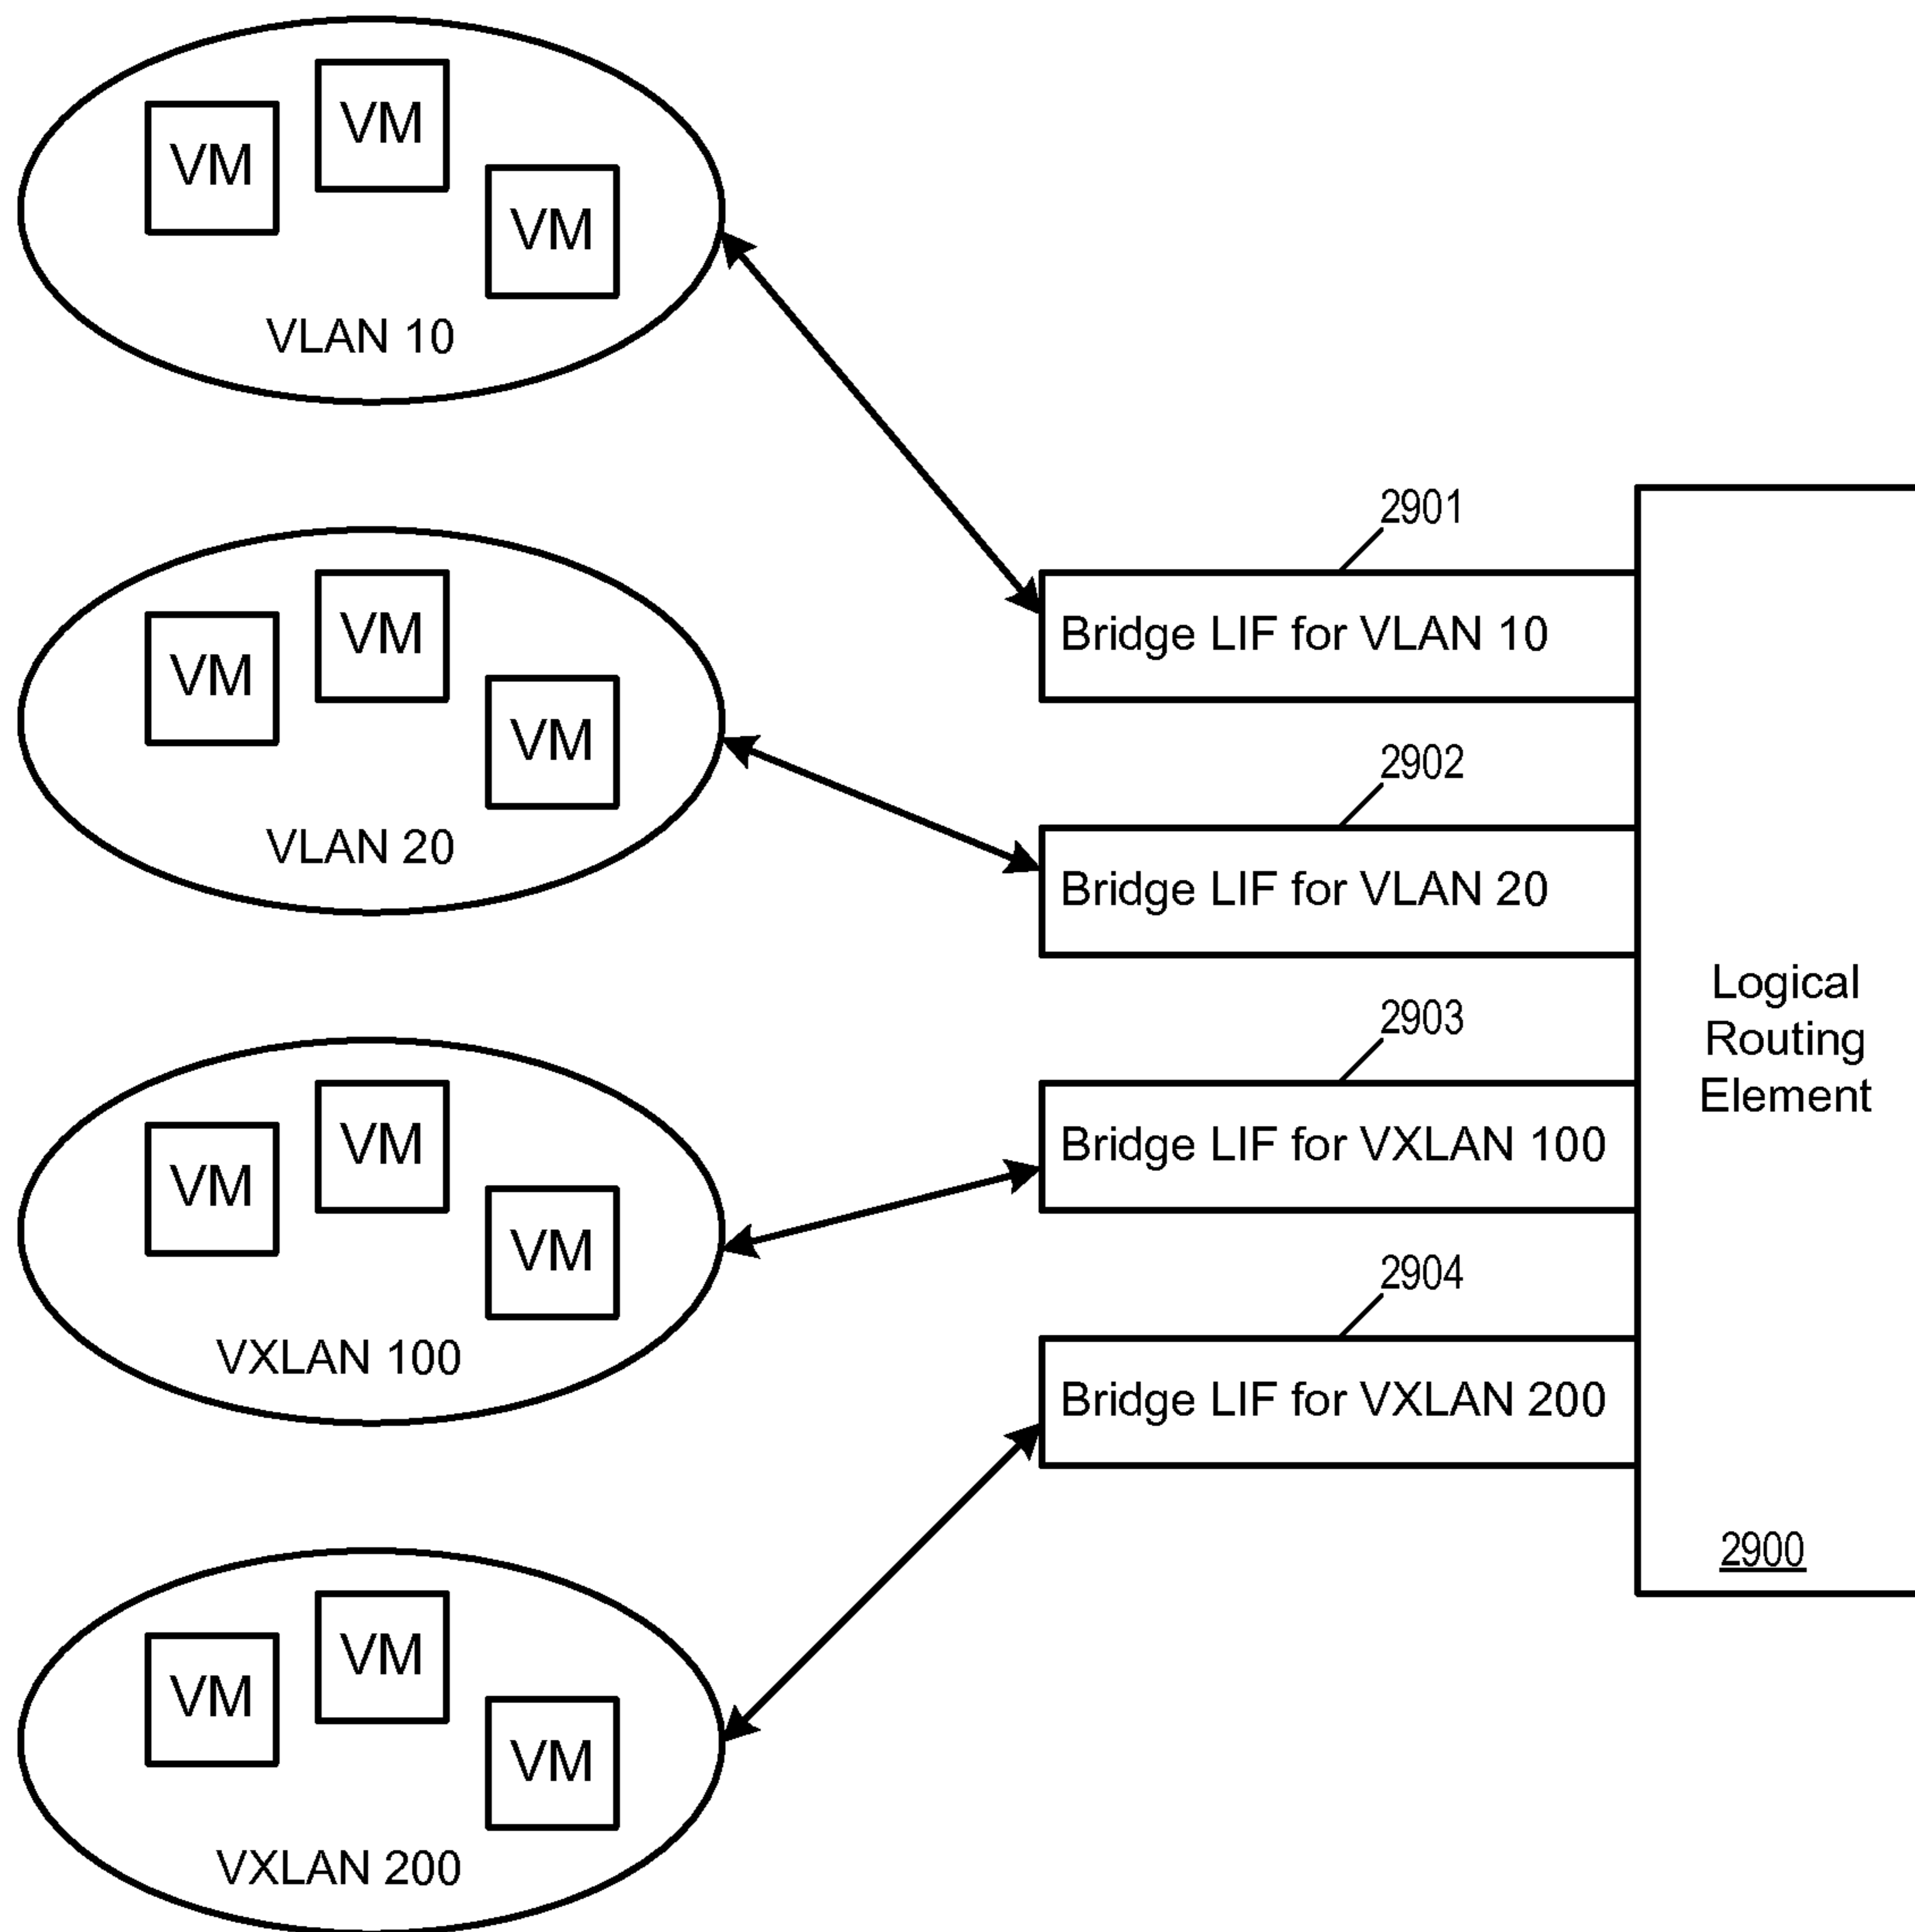 VM
VM
VM
VLAN 10
VM
VM
VM
VLAN 20
VM
VM
VM
VXLAN 100
VM
VM
VM
VXLAN 200
2901
Bridge LIF for VLAN 10
2902
Bridge LIF for VLAN 20
2903
Bridge LIF for VXLAN 100
2904
Bridge LIF for VXLAN 200
Logical
Routing
Element
2900